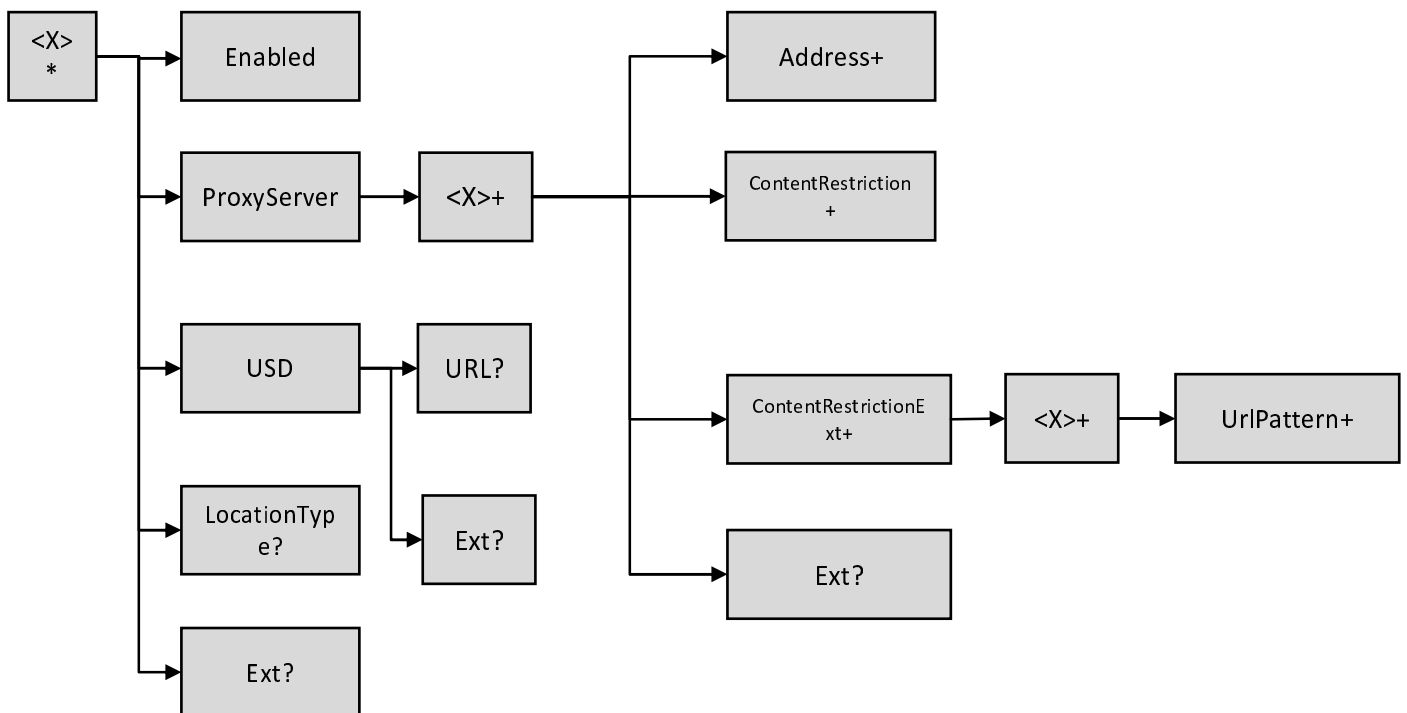 <X>
*
Enabled
Address+
ProxyServer
<X>+
ContentRestriction
+
USD
URL?
ContentRestrictionE
xt+
<X>+
UrlPattern+
LocationTyp
e?
Ext?
Ext?
Ext?